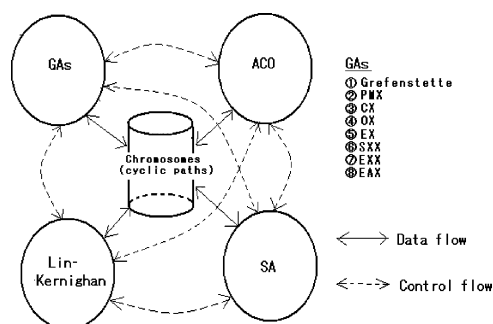 GAs
ACO
Chromosomes
(cyclic paths)
Lin-
Kernighan
SA
GAs
① Grefenstette
② PMX
③ CX
④ OX
⑤ EX
⑥ SXX
⑦ EXX
⑧ EAX
Data flow
Control flow